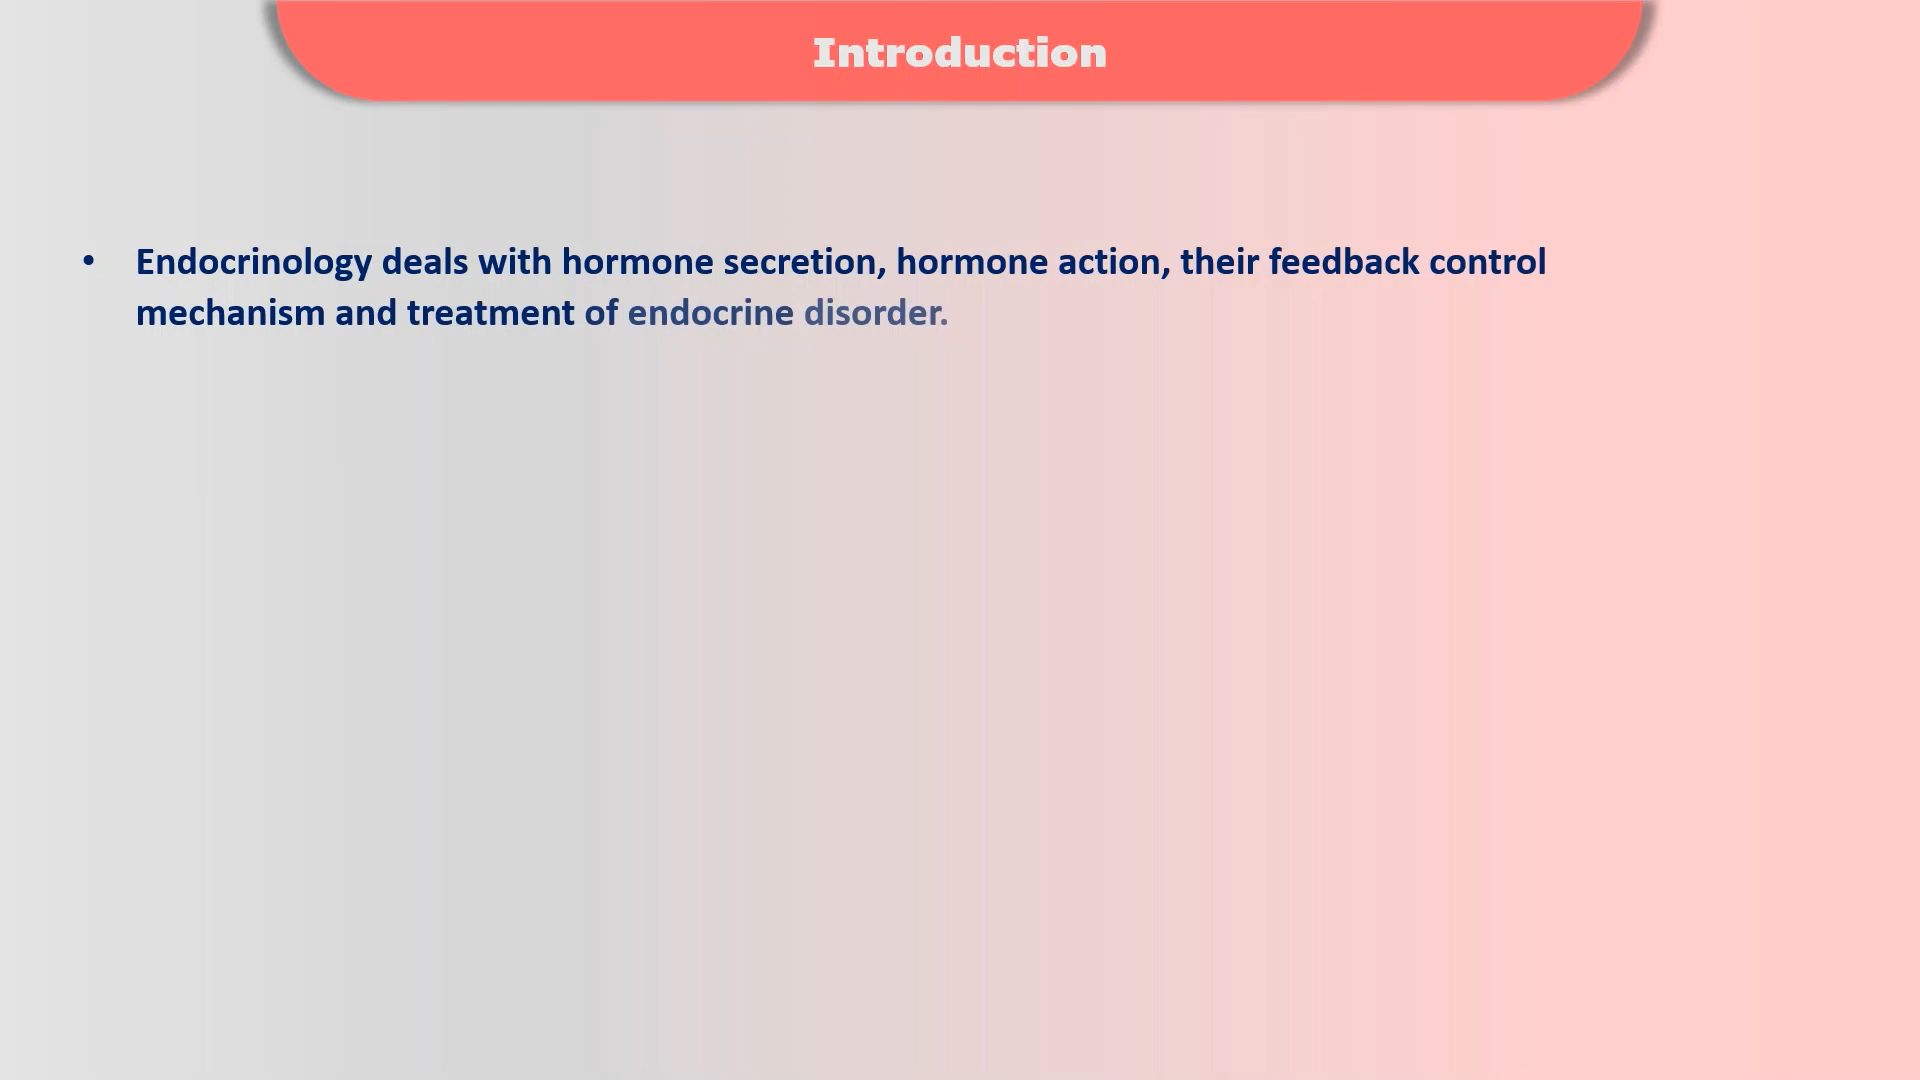 Introduction
• Endocrinology deals with hormone secretion, hormone action, their feedback control
mechanism and treatment of endocrine disorder.